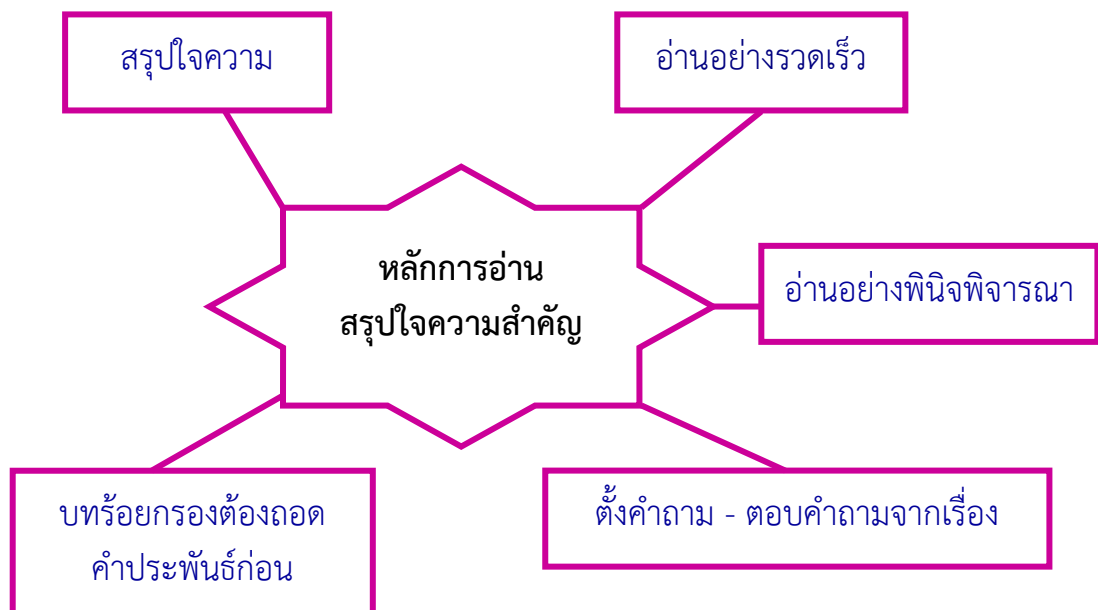 สรุปใจความ
อ่านอย่างรวดเร็ว
หลักการอ่าน
สรุปใจความสำคัญ
อ่านอย่างพินิจพิจารณา
บทร้อยกรองต้องถอด
คำประพันธ์ก่อน
ตั้งคำถาม - ตอบคำถามจากเรื่อง